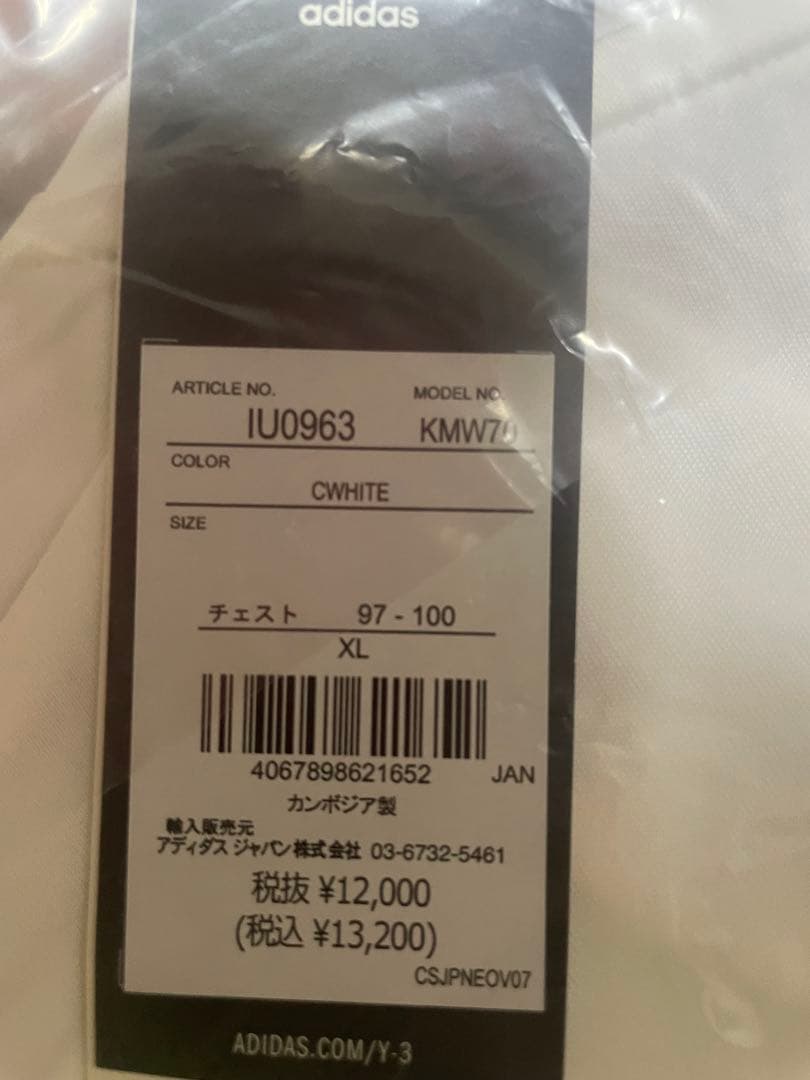 adidas
ARTICLE NO. MODEL NO.
IU0963 KMW70
COLOR
CWHITE
SIZE
チェスト 97 - 100
XL
4067898621652 JAN
カンボジア製
輸入販売元
アディダス ジャパン株式会社 03-6732-5461
税抜 ¥12,000
(税込 ¥13,200)
CSJPNEOV07
ADIDAS.COM/Y-3